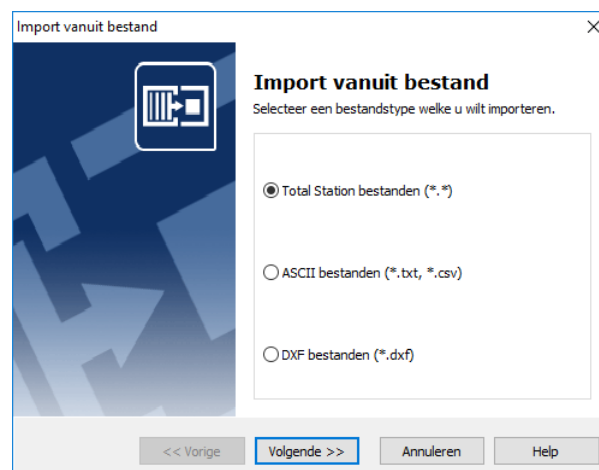 Import vanuit bestand
Import vanuit bestand
Selecteer een bestandstype welke u wilt importeren.
Total Station bestanden (*.*)
ASCII bestanden (*.txt, *.csv)
DXF bestanden (*.dxf)
<< Vorige
Volgende >>
Annuleren
Help